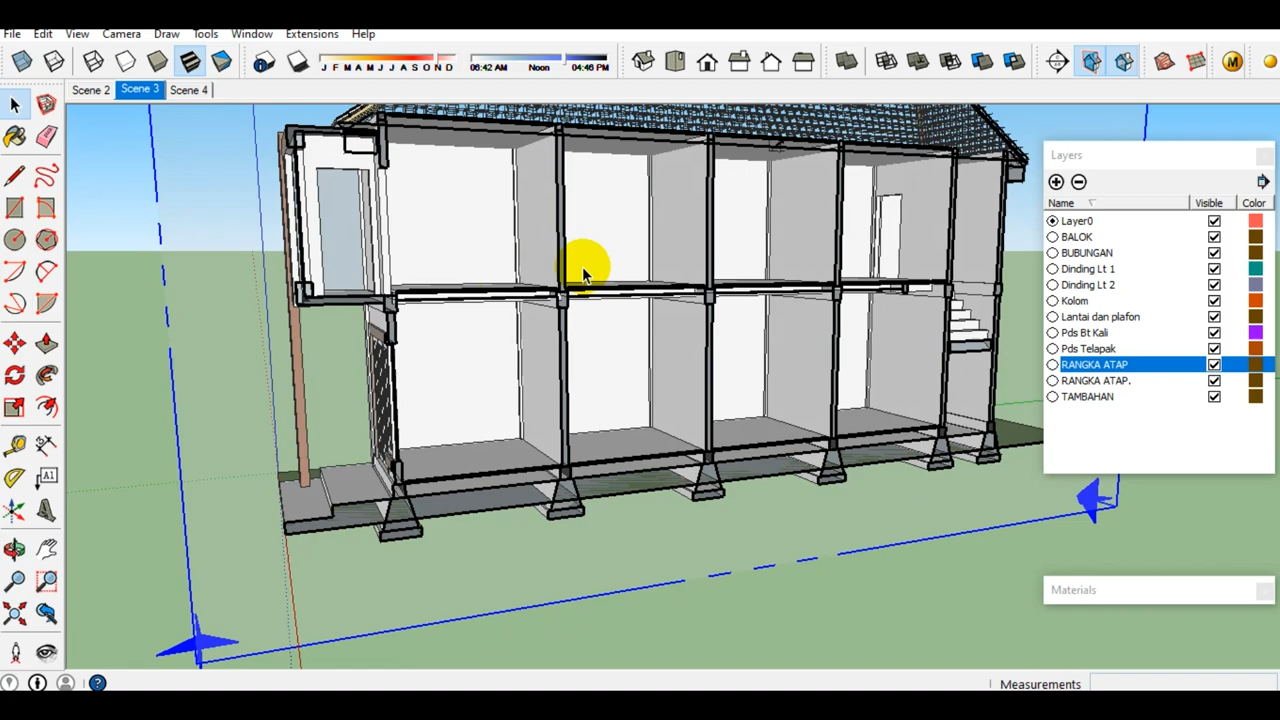 File Edit View Camera Draw Tools Window Extensions Help
J F M A M J J A S O N D 06:42 AM Noon 04:46 PM
M
Scene 2 Scene 3 Scene 4
Layers
Name Visible Color
Layer0
BALOK
BUBUNGAN
Dinding Lt 1
Dinding Lt 2
Kolom
Lantai dan plafon
Pds Bt Kali
Pds Telapak
RANGKA ATAP
RANGKA ATAP.
TAMBAHAN
A1
Materials
Measurements